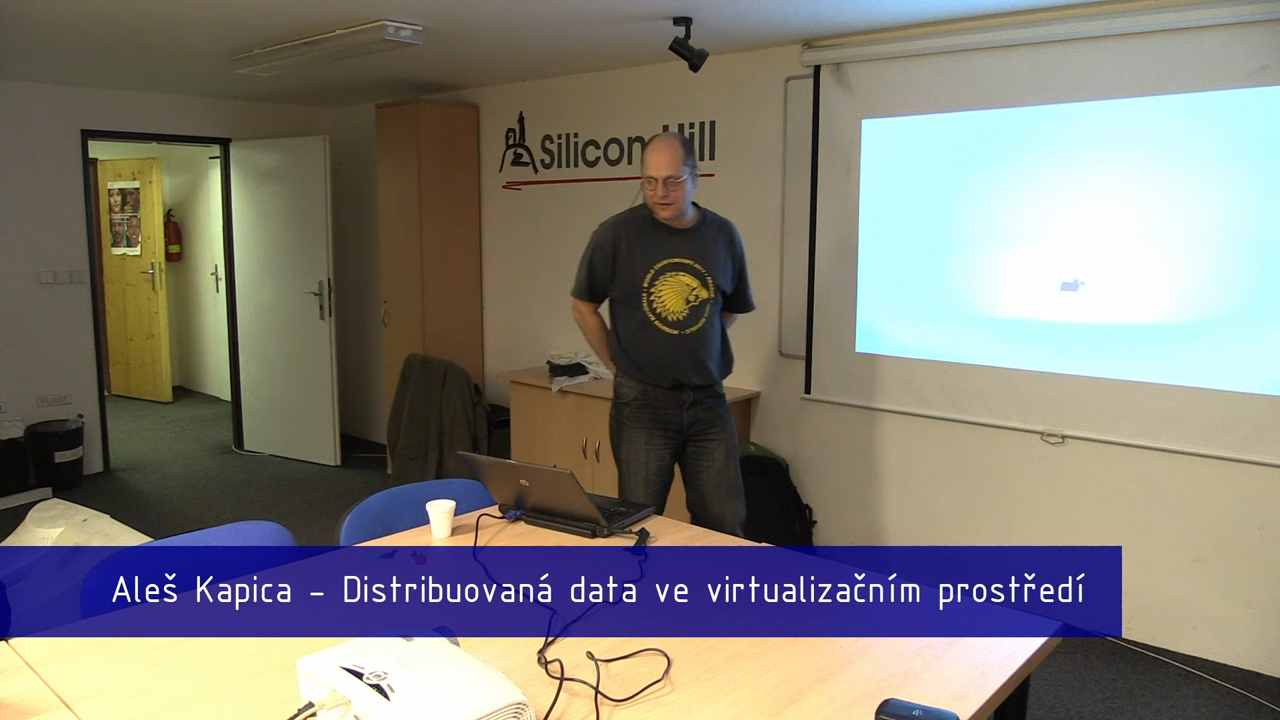 Silicon Hill
Aleš Kapica – Distribuovaná data ve virtualizačním prostředí